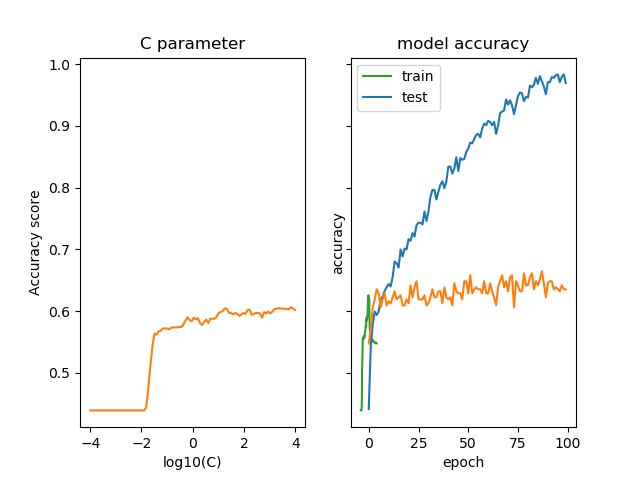 C parameter
model accuracy
1.0
0.9
0.8
0.7
0.6
0.5
Accuracy score
−4
−2
0
2
4
log10(C)
train
test
accuracy
0
25
50
75
100
epoch